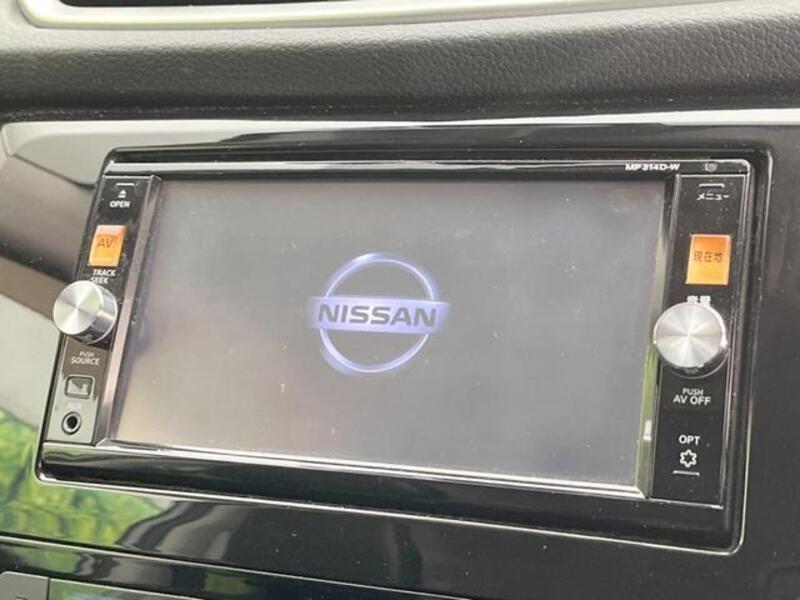 MP314D-W
OPEN
AV
TRACK
SEEK
PUSH
SOURCE
NISSAN
メニュー
現在地
音量
PUSH
AV OFF
OPT